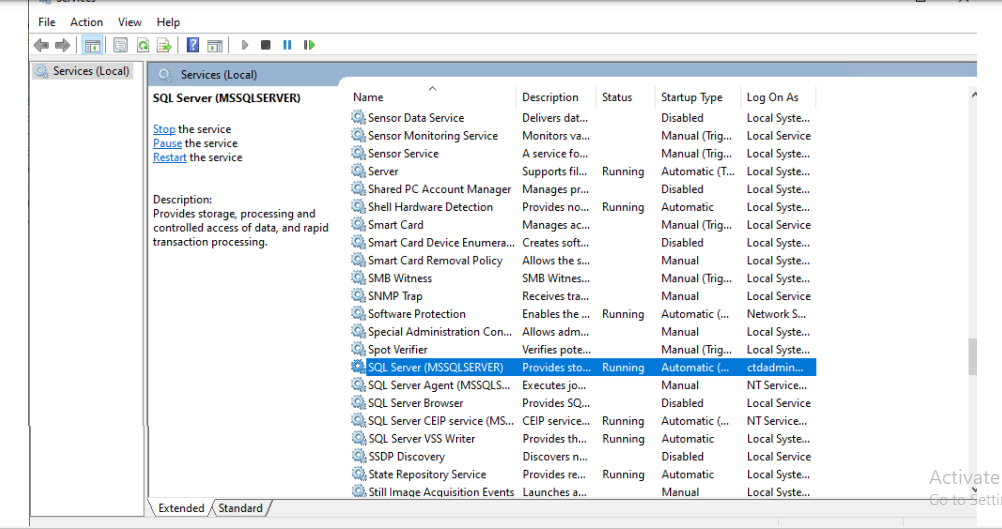 Services
File Action View Help
Services (Local)
Services (Local)
SQL Server (MSSQLSERVER)
Stop the service
Pause the service
Restart the service
Description:
Provides storage, processing and
controlled access of data, and rapid
transaction processing.
Name Description Status Startup Type Log On As
Sensor Data Service Delivers dat... Disabled Local Syste...
Sensor Monitoring Service Monitors va... Manual (Trig... Local Service
Sensor Service A service fo... Manual (Trig... Local Syste...
Server Supports fil... Running Automatic (T... Local Syste...
Shared PC Account Manager Manages pr... Disabled Local Syste...
Shell Hardware Detection Provides no... Running Automatic Local Syste...
Smart Card Manages ac... Manual (Trig... Local Service
Smart Card Device Enumera... Creates soft... Disabled Local Syste...
Smart Card Removal Policy Allows the s... Manual Local Syste...
SMB Witness SMB Witnes... Manual (Trig... Local Syste...
SNMP Trap Receives tra... Manual Local Service
Software Protection Enables the ... Running Automatic (... Network S...
Special Administration Con... Allows adm... Manual Local Syste...
Spot Verifier Verifies pote... Manual (Trig... Local Syste...
SQL Server (MSSQLSERVER) Provides sto... Running Automatic (... ctdadmin...
SQL Server Agent (MSSQLS... Executes jo... Manual NT Service...
SQL Server Browser Provides SQ... Disabled Local Service
SQL Server CEIP service (MS... CEIP service... Running Automatic (... NT Service...
SQL Server VSS Writer Provides th... Running Automatic Local Syste...
SSDP Discovery Discovers n... Disabled Local Service
State Repository Service Provides re... Running Automatic Local Syste...
Still Image Acquisition Events Launches a... Manual Local Syste...
Extended Standard
Activate
Go to Setti